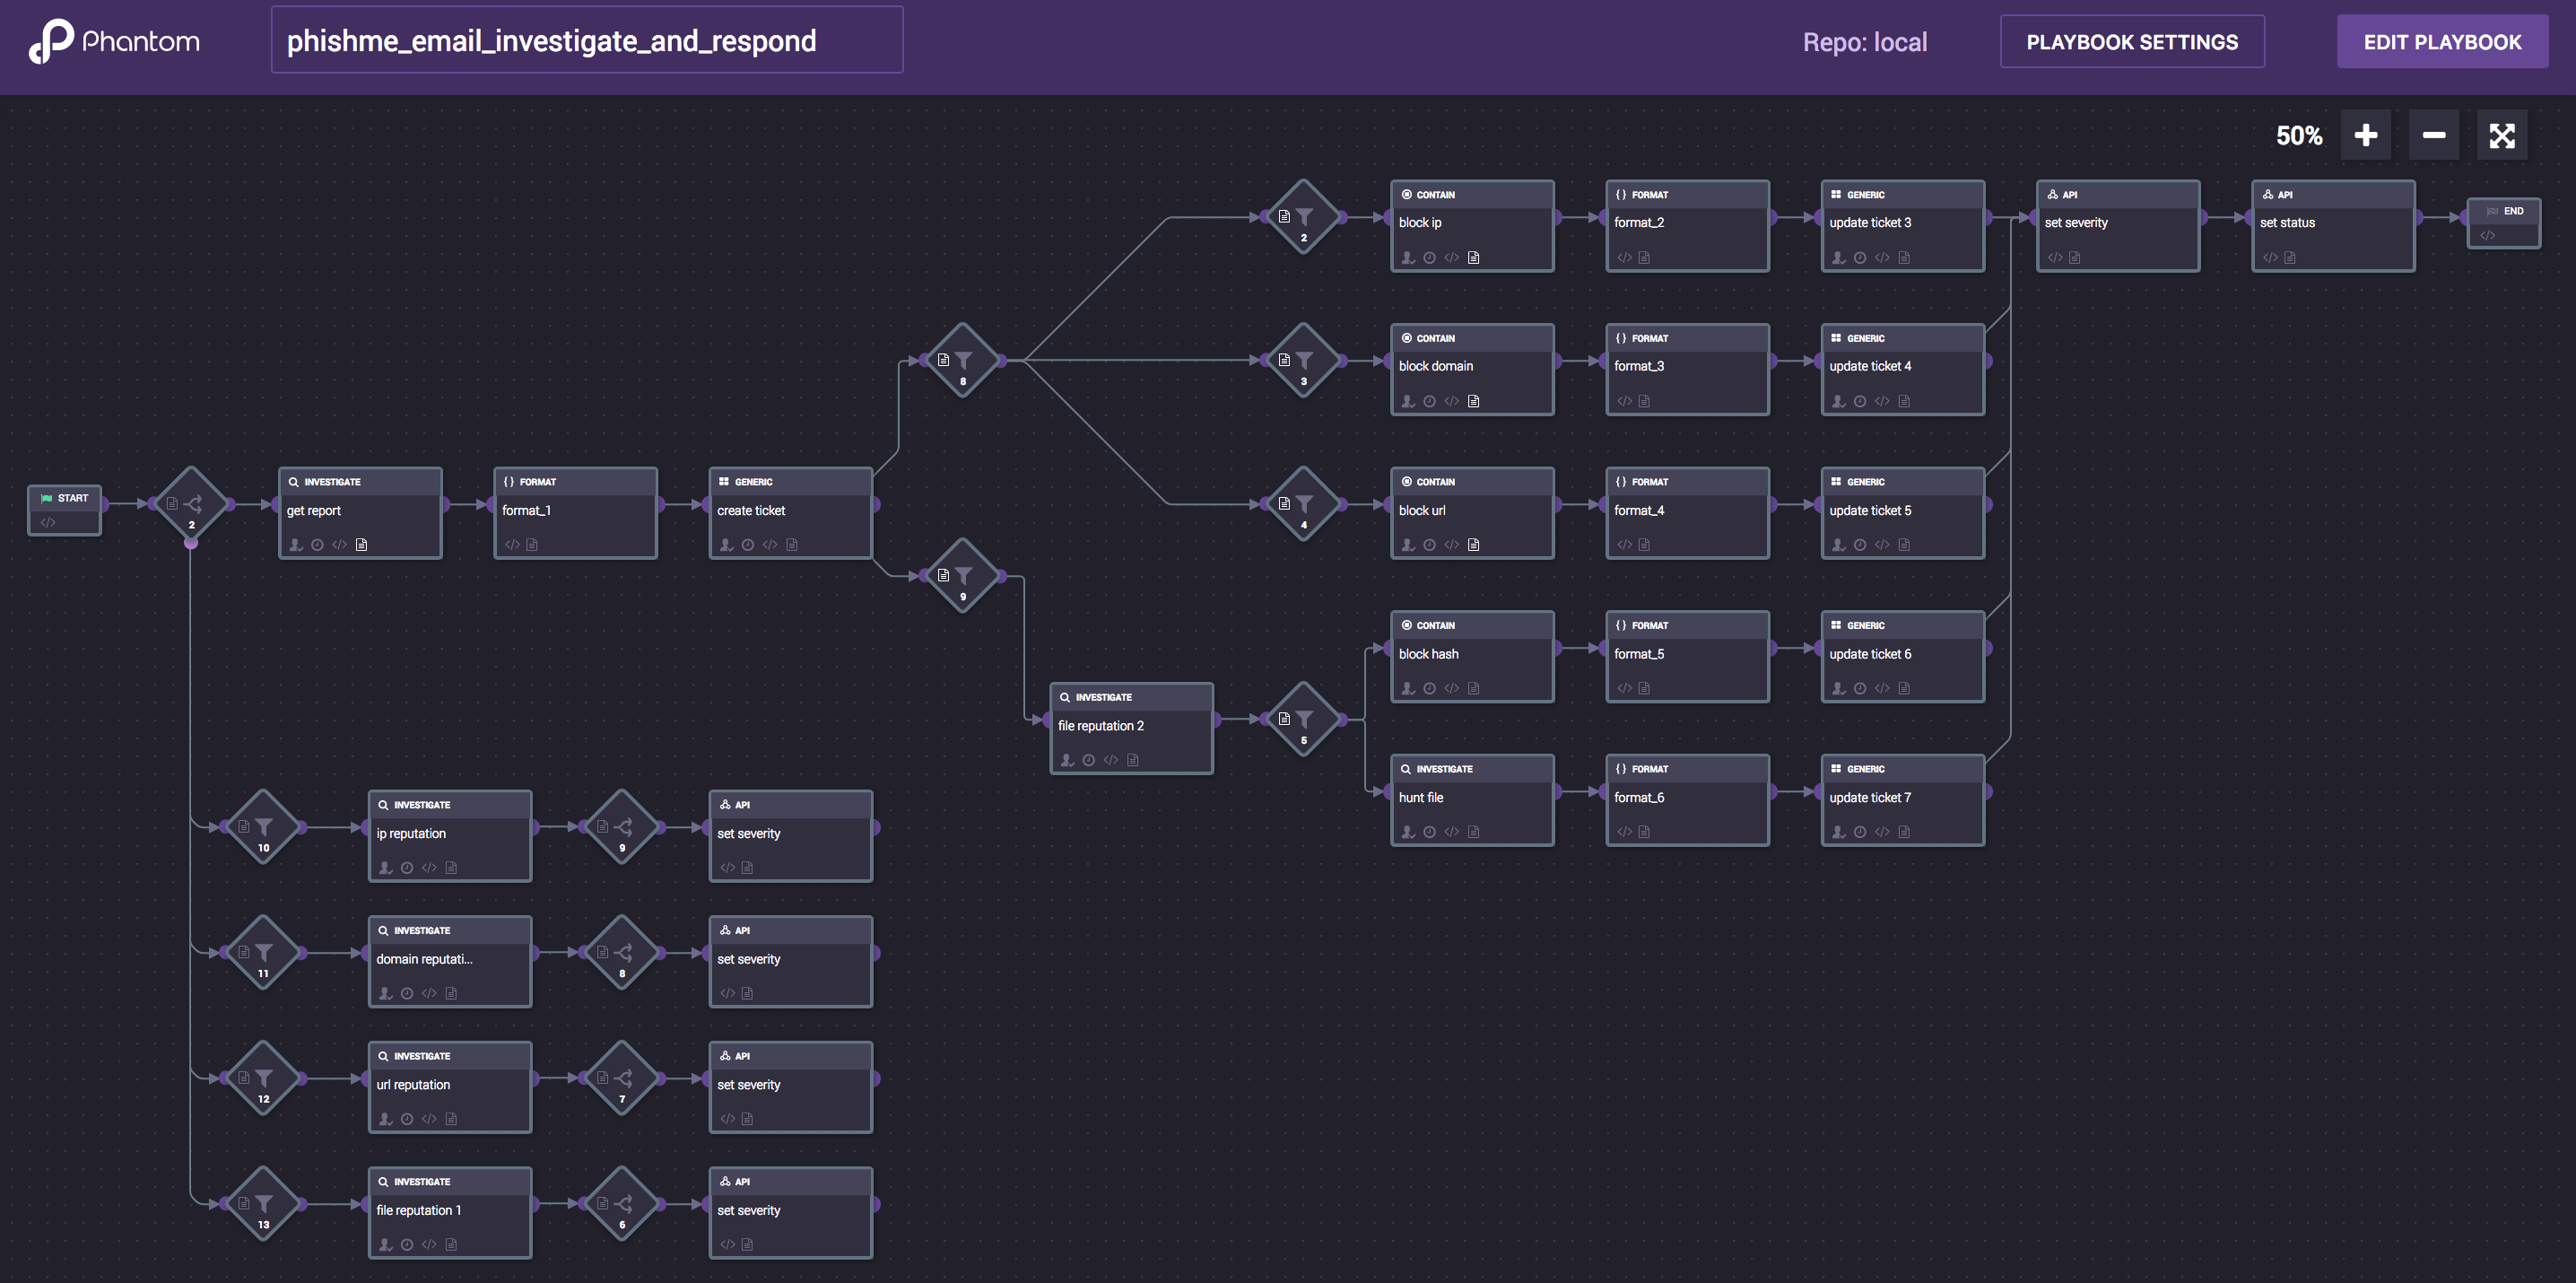 Phantom
phishme_email_investigate_and_respond
Repo: local
PLAYBOOK SETTINGS
EDIT PLAYBOOK
50%
START
2
INVESTIGATE
get report
FORMAT
format_1
GENERIC
create ticket
8
9
2
CONTAIN
block ip
FORMAT
format_2
GENERIC
update ticket 3
API
set severity
API
set status
END
3
CONTAIN
block domain
FORMAT
format_3
GENERIC
update ticket 4
4
CONTAIN
block url
FORMAT
format_4
GENERIC
update ticket 5
INVESTIGATE
file reputation 2
5
CONTAIN
block hash
FORMAT
format_5
GENERIC
update ticket 6
INVESTIGATE
hunt file
FORMAT
format_6
GENERIC
update ticket 7
10
INVESTIGATE
ip reputation
9
API
set severity
11
INVESTIGATE
domain reputati...
8
API
set severity
12
INVESTIGATE
url reputation
7
API
set severity
13
INVESTIGATE
file reputation 1
6
API
set severity